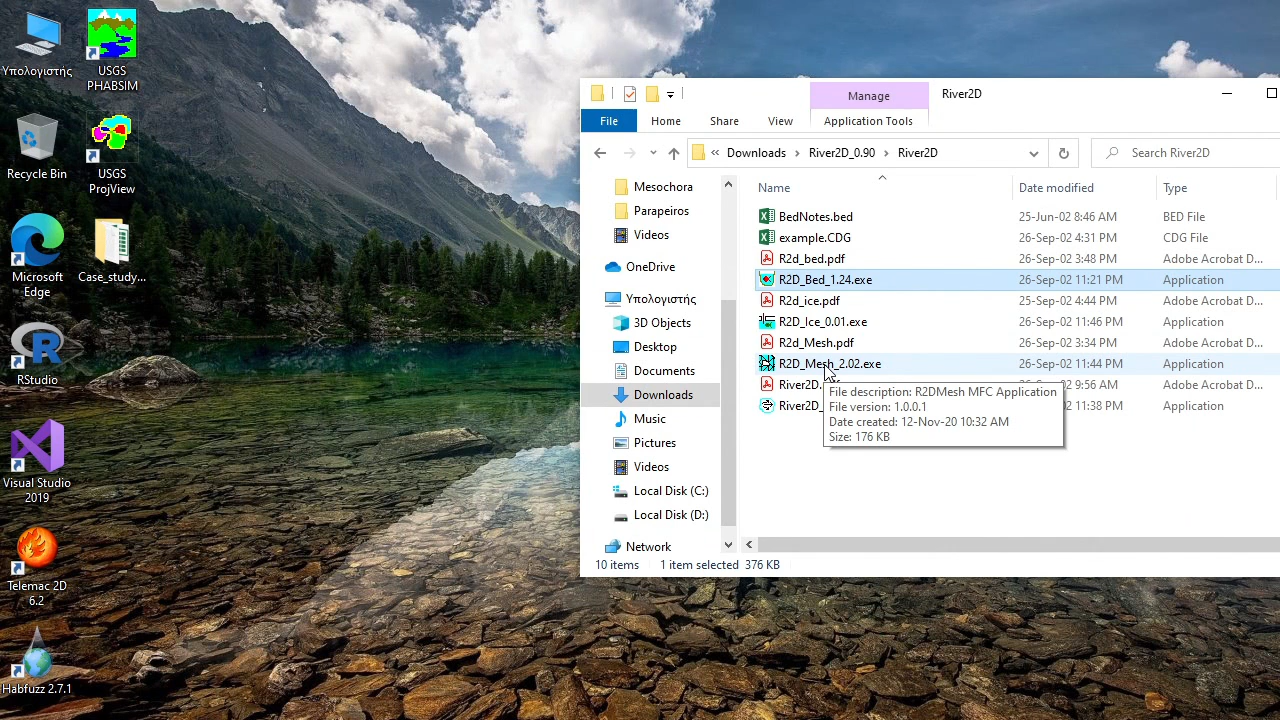 Υπολογιστής
USGS
PHABSIM
Recycle Bin
USGS
ProjView
Microsoft
Edge
Case_study...
RStudio
Visual Studio
2019
Telemac 2D
6.2
Habfuzz 2.7.1
Manage
River2D
File
Home
Share
View
Application Tools
« Downloads › River2D_0.90 › River2D
Search River2D
Mesochora
Parapeiros
Videos
OneDrive
Υπολογιστής
3D Objects
Desktop
Documents
Downloads
Music
Pictures
Videos
Local Disk (C:)
Local Disk (D:)
Network
Name Date modified Type
BedNotes.bed 25-Jun-02 8:46 AM BED File
example.CDG 26-Sep-02 4:31 PM CDG File
R2d_bed.pdf 26-Sep-02 3:48 PM Adobe Acrobat D...
R2D_Bed_1.24.exe 26-Sep-02 11:21 PM Application
R2d_ice.pdf 25-Sep-02 4:44 PM Adobe Acrobat D...
R2D_Ice_0.01.exe 26-Sep-02 11:46 PM Application
R2d_Mesh.pdf 26-Sep-02 3:34 PM Adobe Acrobat D...
R2D_Mesh_2.02.exe 26-Sep-02 11:44 PM Application
River2D. 02 9:56 AM Adobe Acrobat D...
River2D_ 02 11:38 PM Application
File description: R2DMesh MFC Application
File version: 1.0.0.1
Date created: 12-Nov-20 10:32 AM
Size: 176 KB
10 items 1 item selected 376 KB